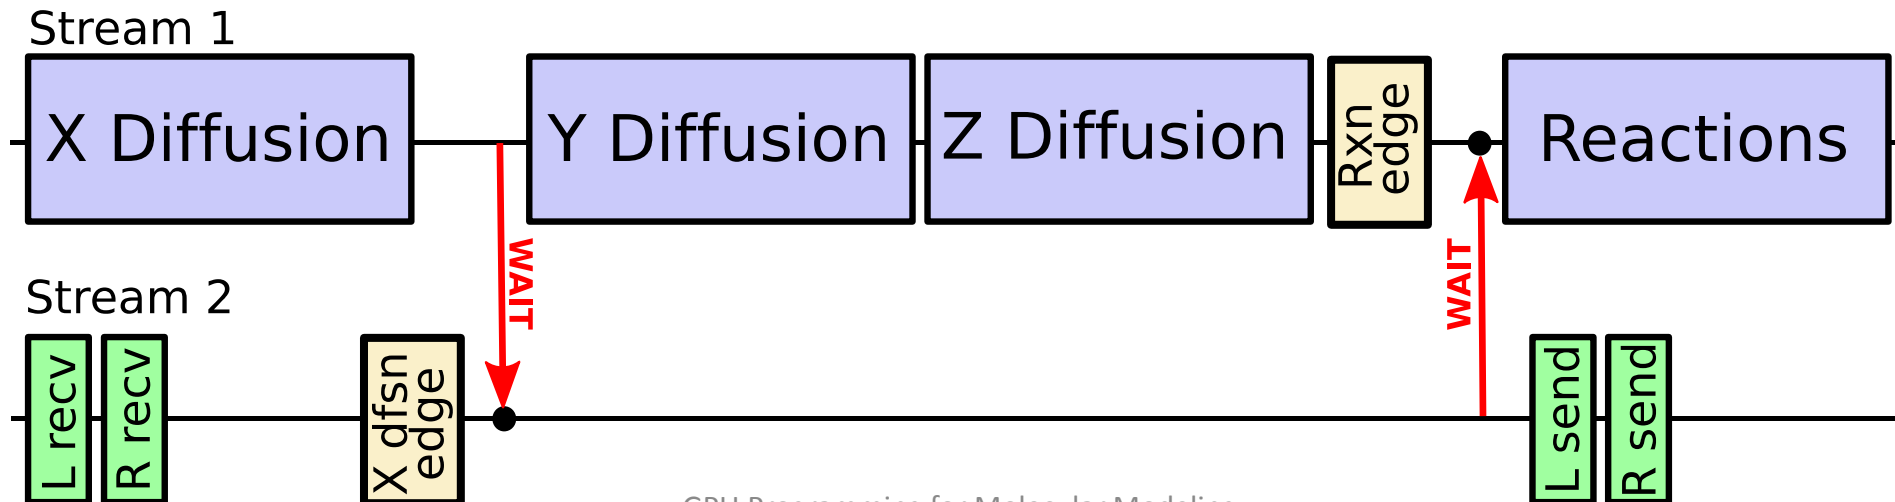 Stream 1
X Diffusion
Y Diffusion
Z Diffusion
Rxn
edge
Reactions
WAIT
WAIT
Stream 2
L recv
R recv
X dfsn
edge
L send
R send